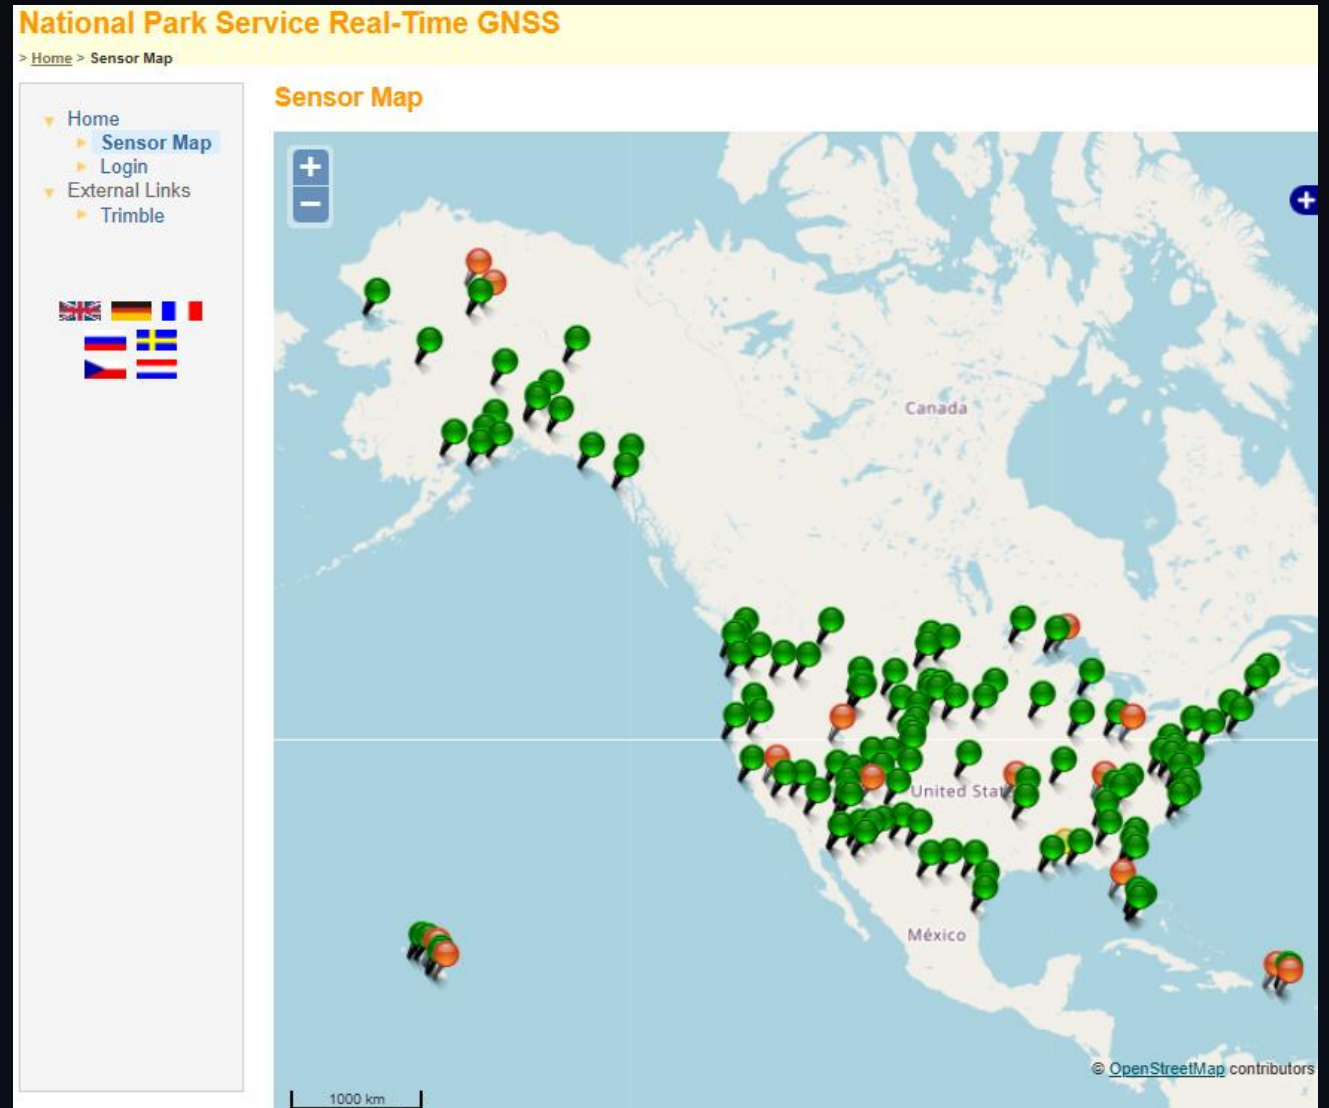 National Park Service Real-Time GNSS
> Home > Sensor Map
Home
Sensor Map
Login
External Links
Trimble
Sensor Map
+
−
+
Canada
United Stat
México
© OpenStreetMap contributors
1000 km